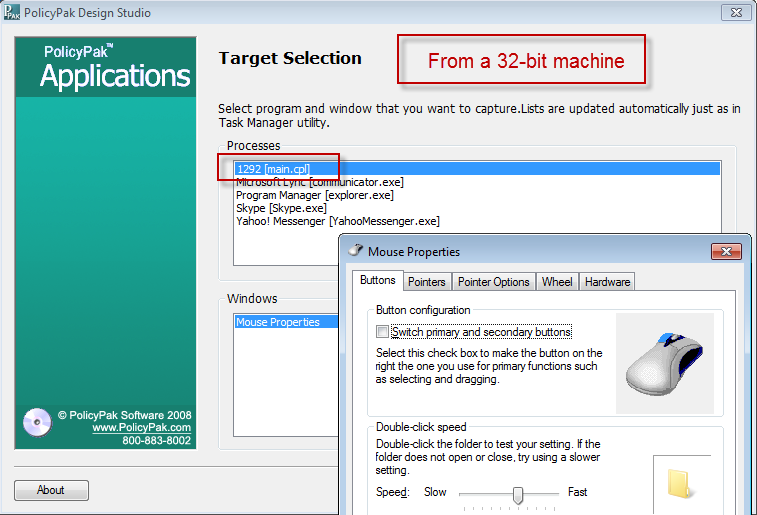 PolicyPak Design Studio
PolicyPak™
Applications
Target Selection
From a 32-bit machine
Select program and window that you want to capture.Lists are updated automatically just as in
Task Manager utility.
Processes
1292 [main.cpl]
Microsoft Lync [communicator.exe]
Program Manager [explorer.exe]
Skype [Skype.exe]
Yahoo! Messenger [YahooMessenger.exe]
Windows
Mouse Properties
© PolicyPak Software 2008
www.PolicyPak.com
800-883-8002
About
Mouse Properties
Buttons
Pointers
Pointer Options
Wheel
Hardware
Button configuration
Switch primary and secondary buttons
Select this check box to make the button on the
right the one you use for primary functions such
as selecting and dragging.
Double-click speed
Double-click the folder to test your setting. If the
folder does not open or close, try using a slower
setting.
Speed: Slow Fast